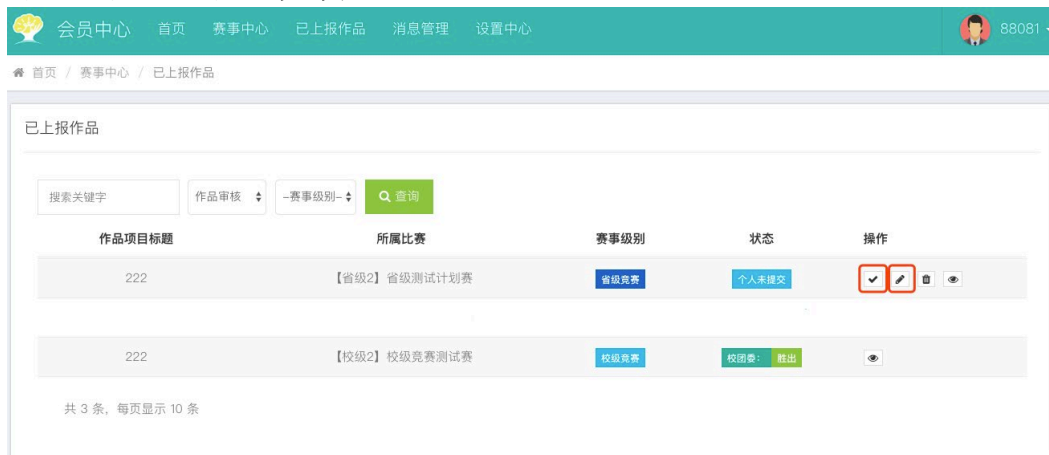 会员中心 首页 赛事中心 已上报作品 消息管理 设置中心 88081
首页 / 赛事中心 / 已上报作品
已上报作品
搜索关键字 作品审核 -赛事级别- 查询
作品项目标题 所属比赛 赛事级别 状态 操作
222 【省级2】省级测试计划赛 省级竞赛 个人未提交
222 【校级2】校级竞赛测试赛 校级竞赛 校团委： 胜出
共 3 条, 每页显示 10 条